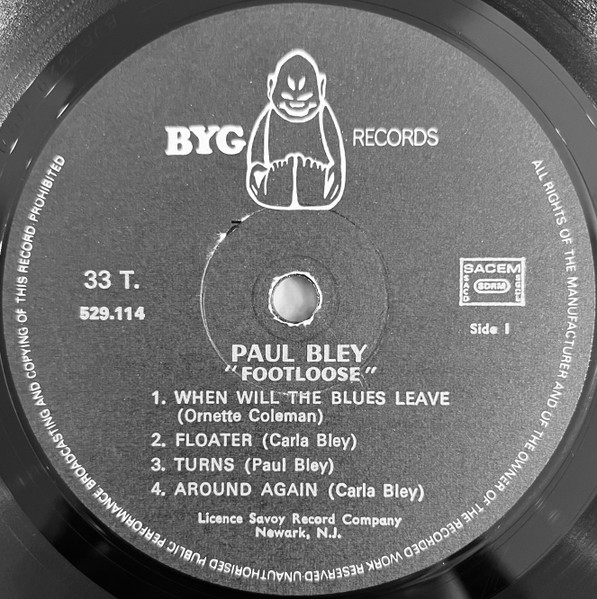 BYG RECORDS
33 T.
529.114
SACEM
SACD
SDRM
SGDL
Side 1
PAUL BLEY
"FOOTLOOSE"
1. WHEN WILL THE BLUES LEAVE
(Ornette Coleman)
2. FLOATER (Carla Bley)
3. TURNS (Paul Bley)
4. AROUND AGAIN (Carla Bley)
Licence Savoy Record Company
Newark, N.J.
ALL RIGHTS OF THE MANUFACTURER AND OF THE OWNER OF THE RECORDED WORK RESERVED-UNAUTHORISED PUBLIC PERFORMANCE BROADCASTING AND COPYING OF THIS RECORD PROHIBITED